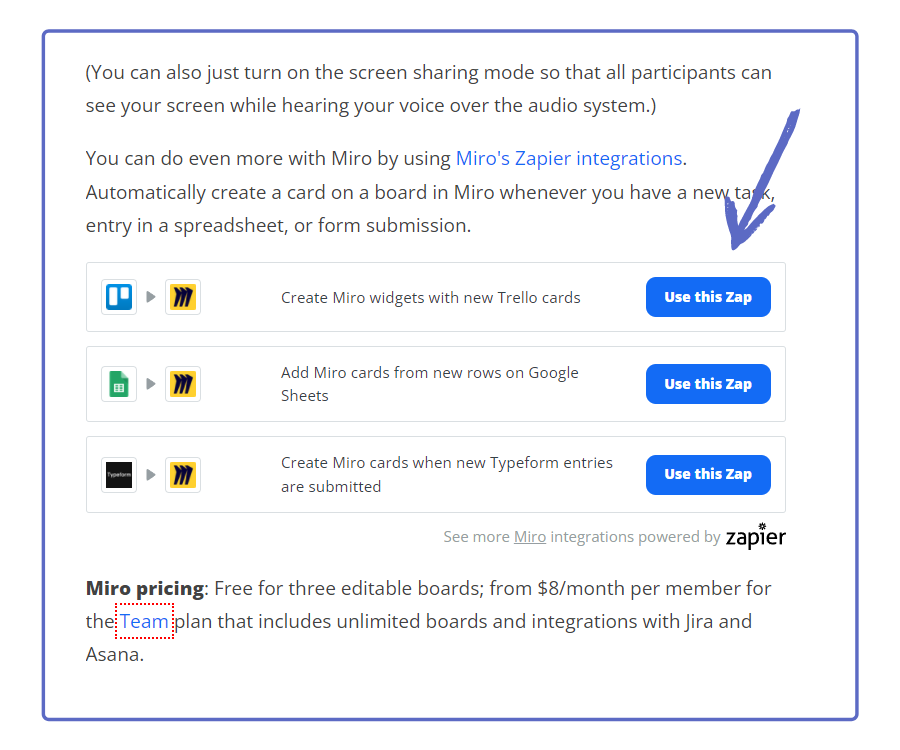 (You can also just turn on the screen sharing mode so that all participants can
see your screen while hearing your voice over the audio system.)
You can do even more with Miro by using Miro's Zapier integrations.
Automatically create a card on a board in Miro whenever you have a new task,
entry in a spreadsheet, or form submission.
Create Miro widgets with new Trello cards
Use this Zap
Add Miro cards from new rows on Google
Sheets
Use this Zap
Typeform
Create Miro cards when new Typeform entries
are submitted
Use this Zap
See more Miro integrations powered by zapier
Miro pricing: Free for three editable boards; from $8/month per member for
the Team plan that includes unlimited boards and integrations with Jira and
Asana.